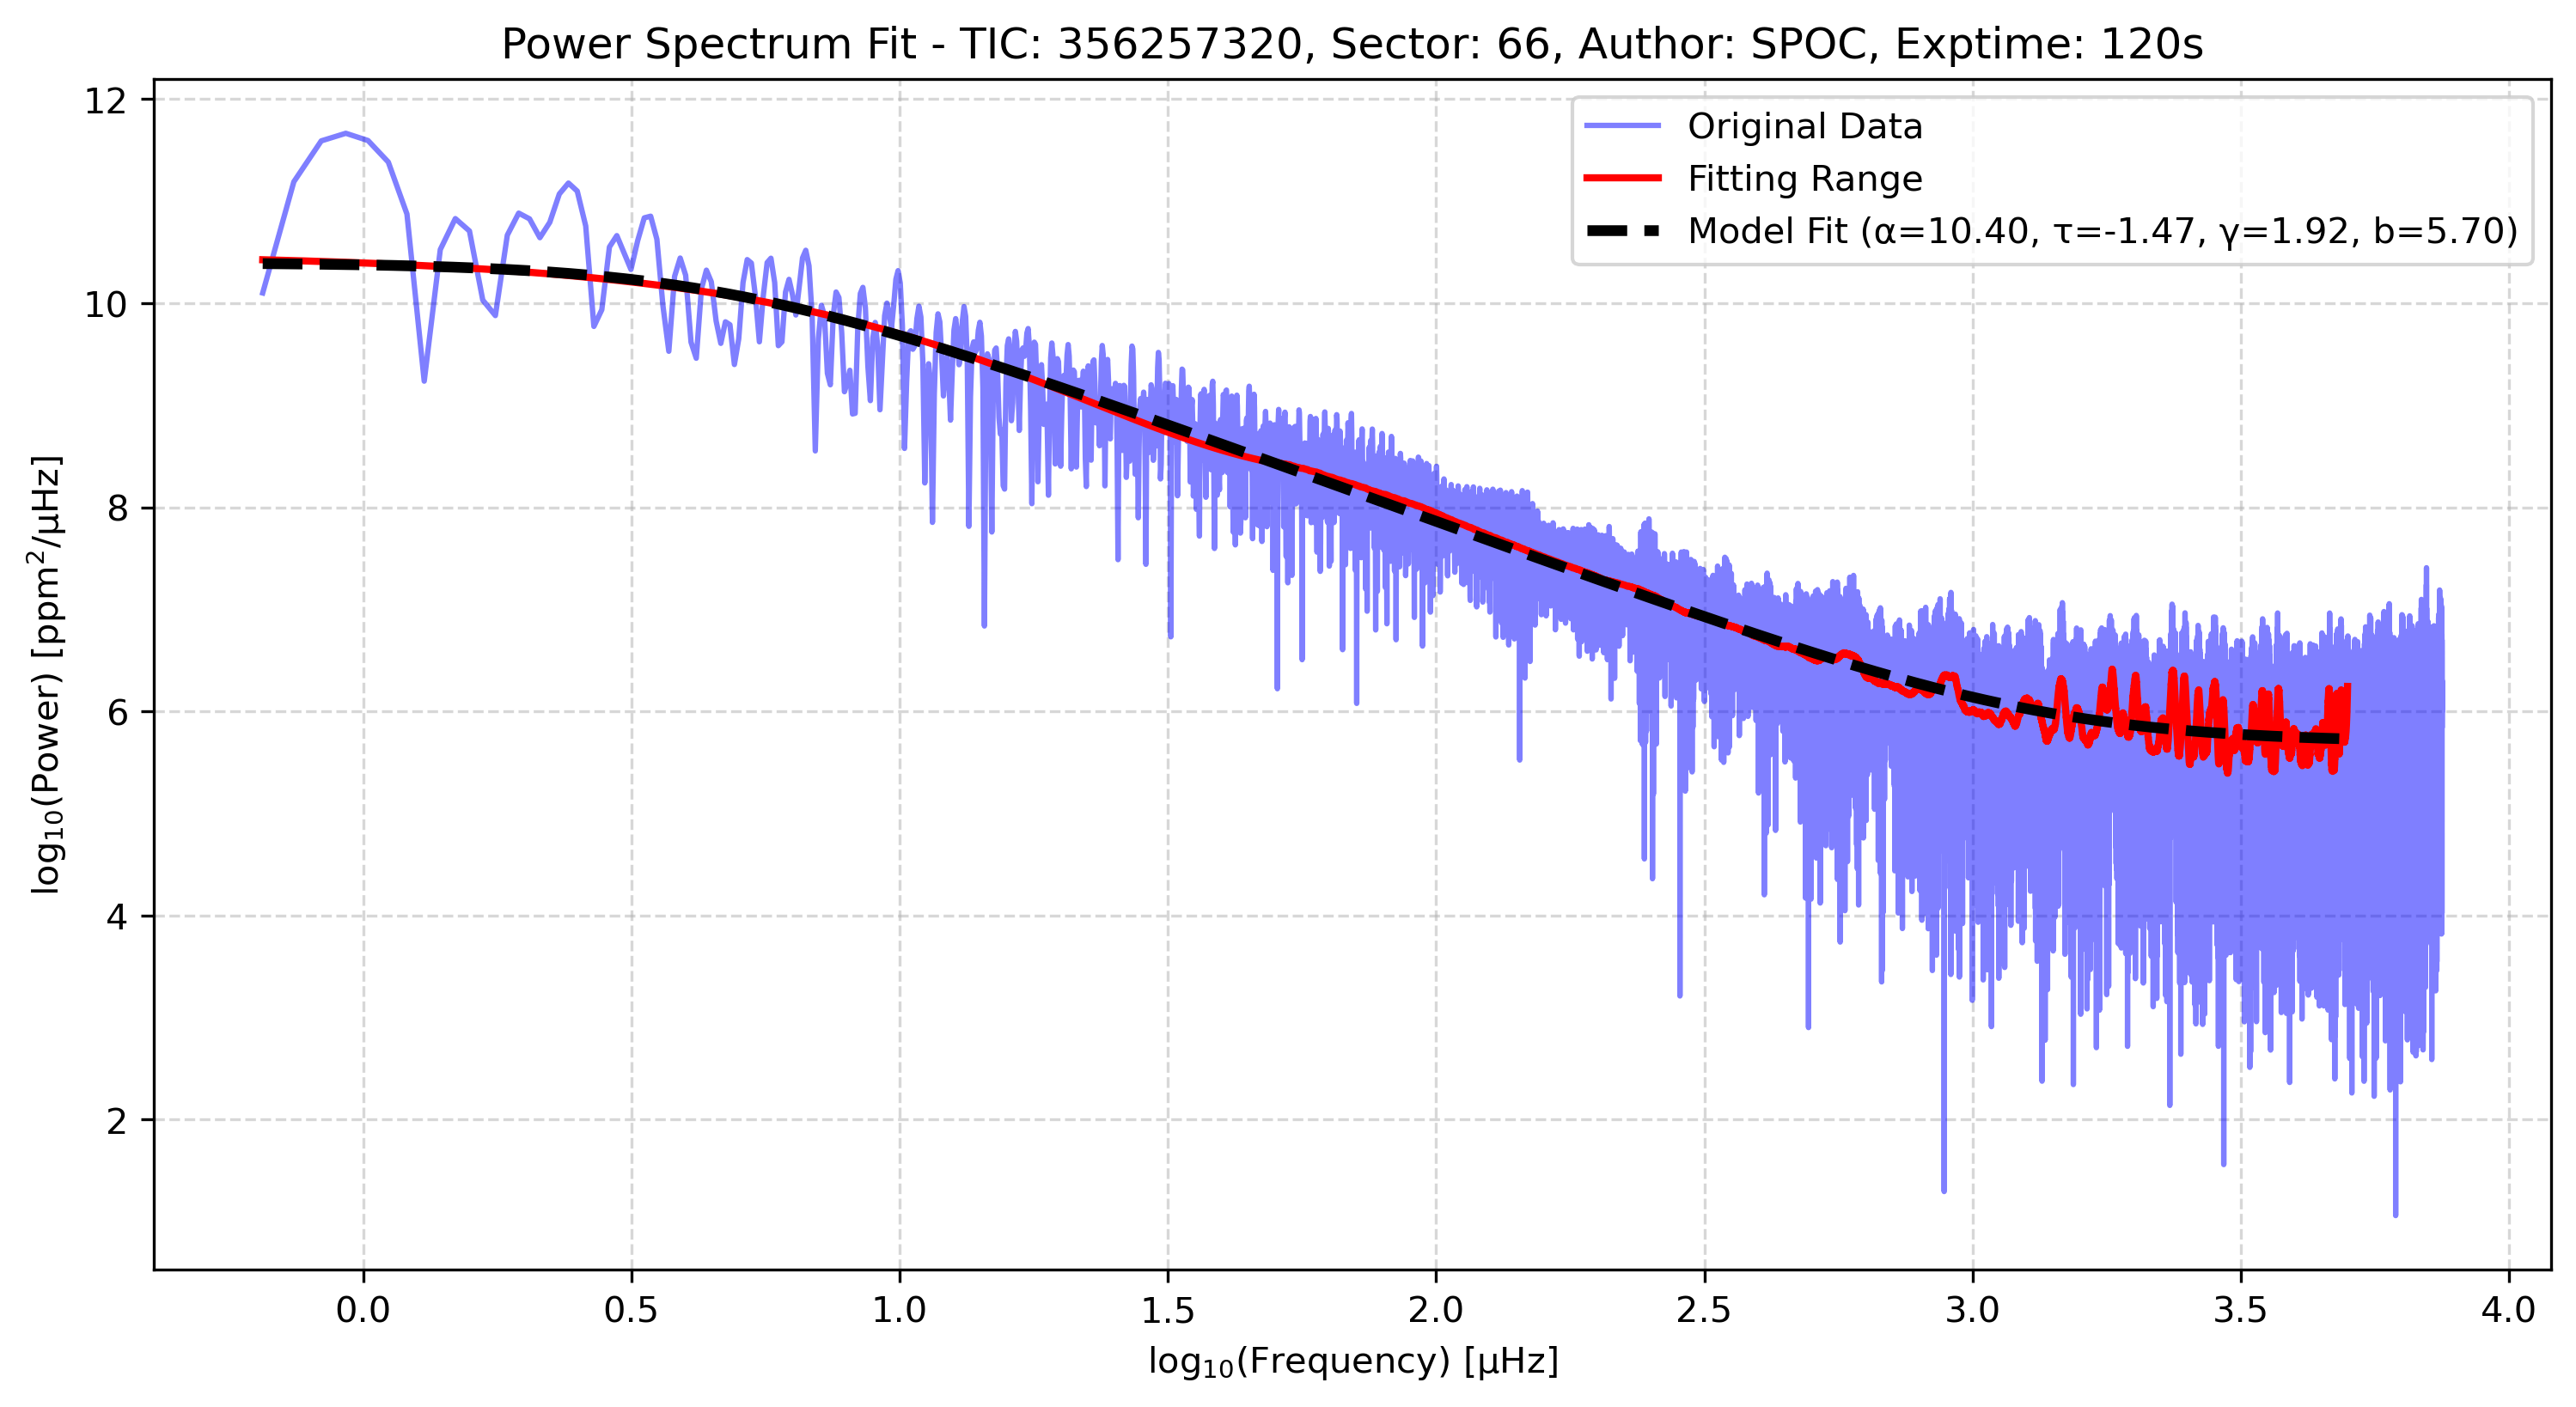 Power Spectrum Fit - TIC: 356257320, Sector: 66, Author: SPOC, Exptime: 120s
Original Data
Fitting Range
Model Fit (α=10.40, τ=-1.47, γ=1.92, b=5.70)
log₁₀(Power) [ppm²/μHz]
12
10
8
6
4
2
0.0 0.5 1.0 1.5 2.0 2.5 3.0 3.5 4.0
log₁₀(Frequency) [μHz]